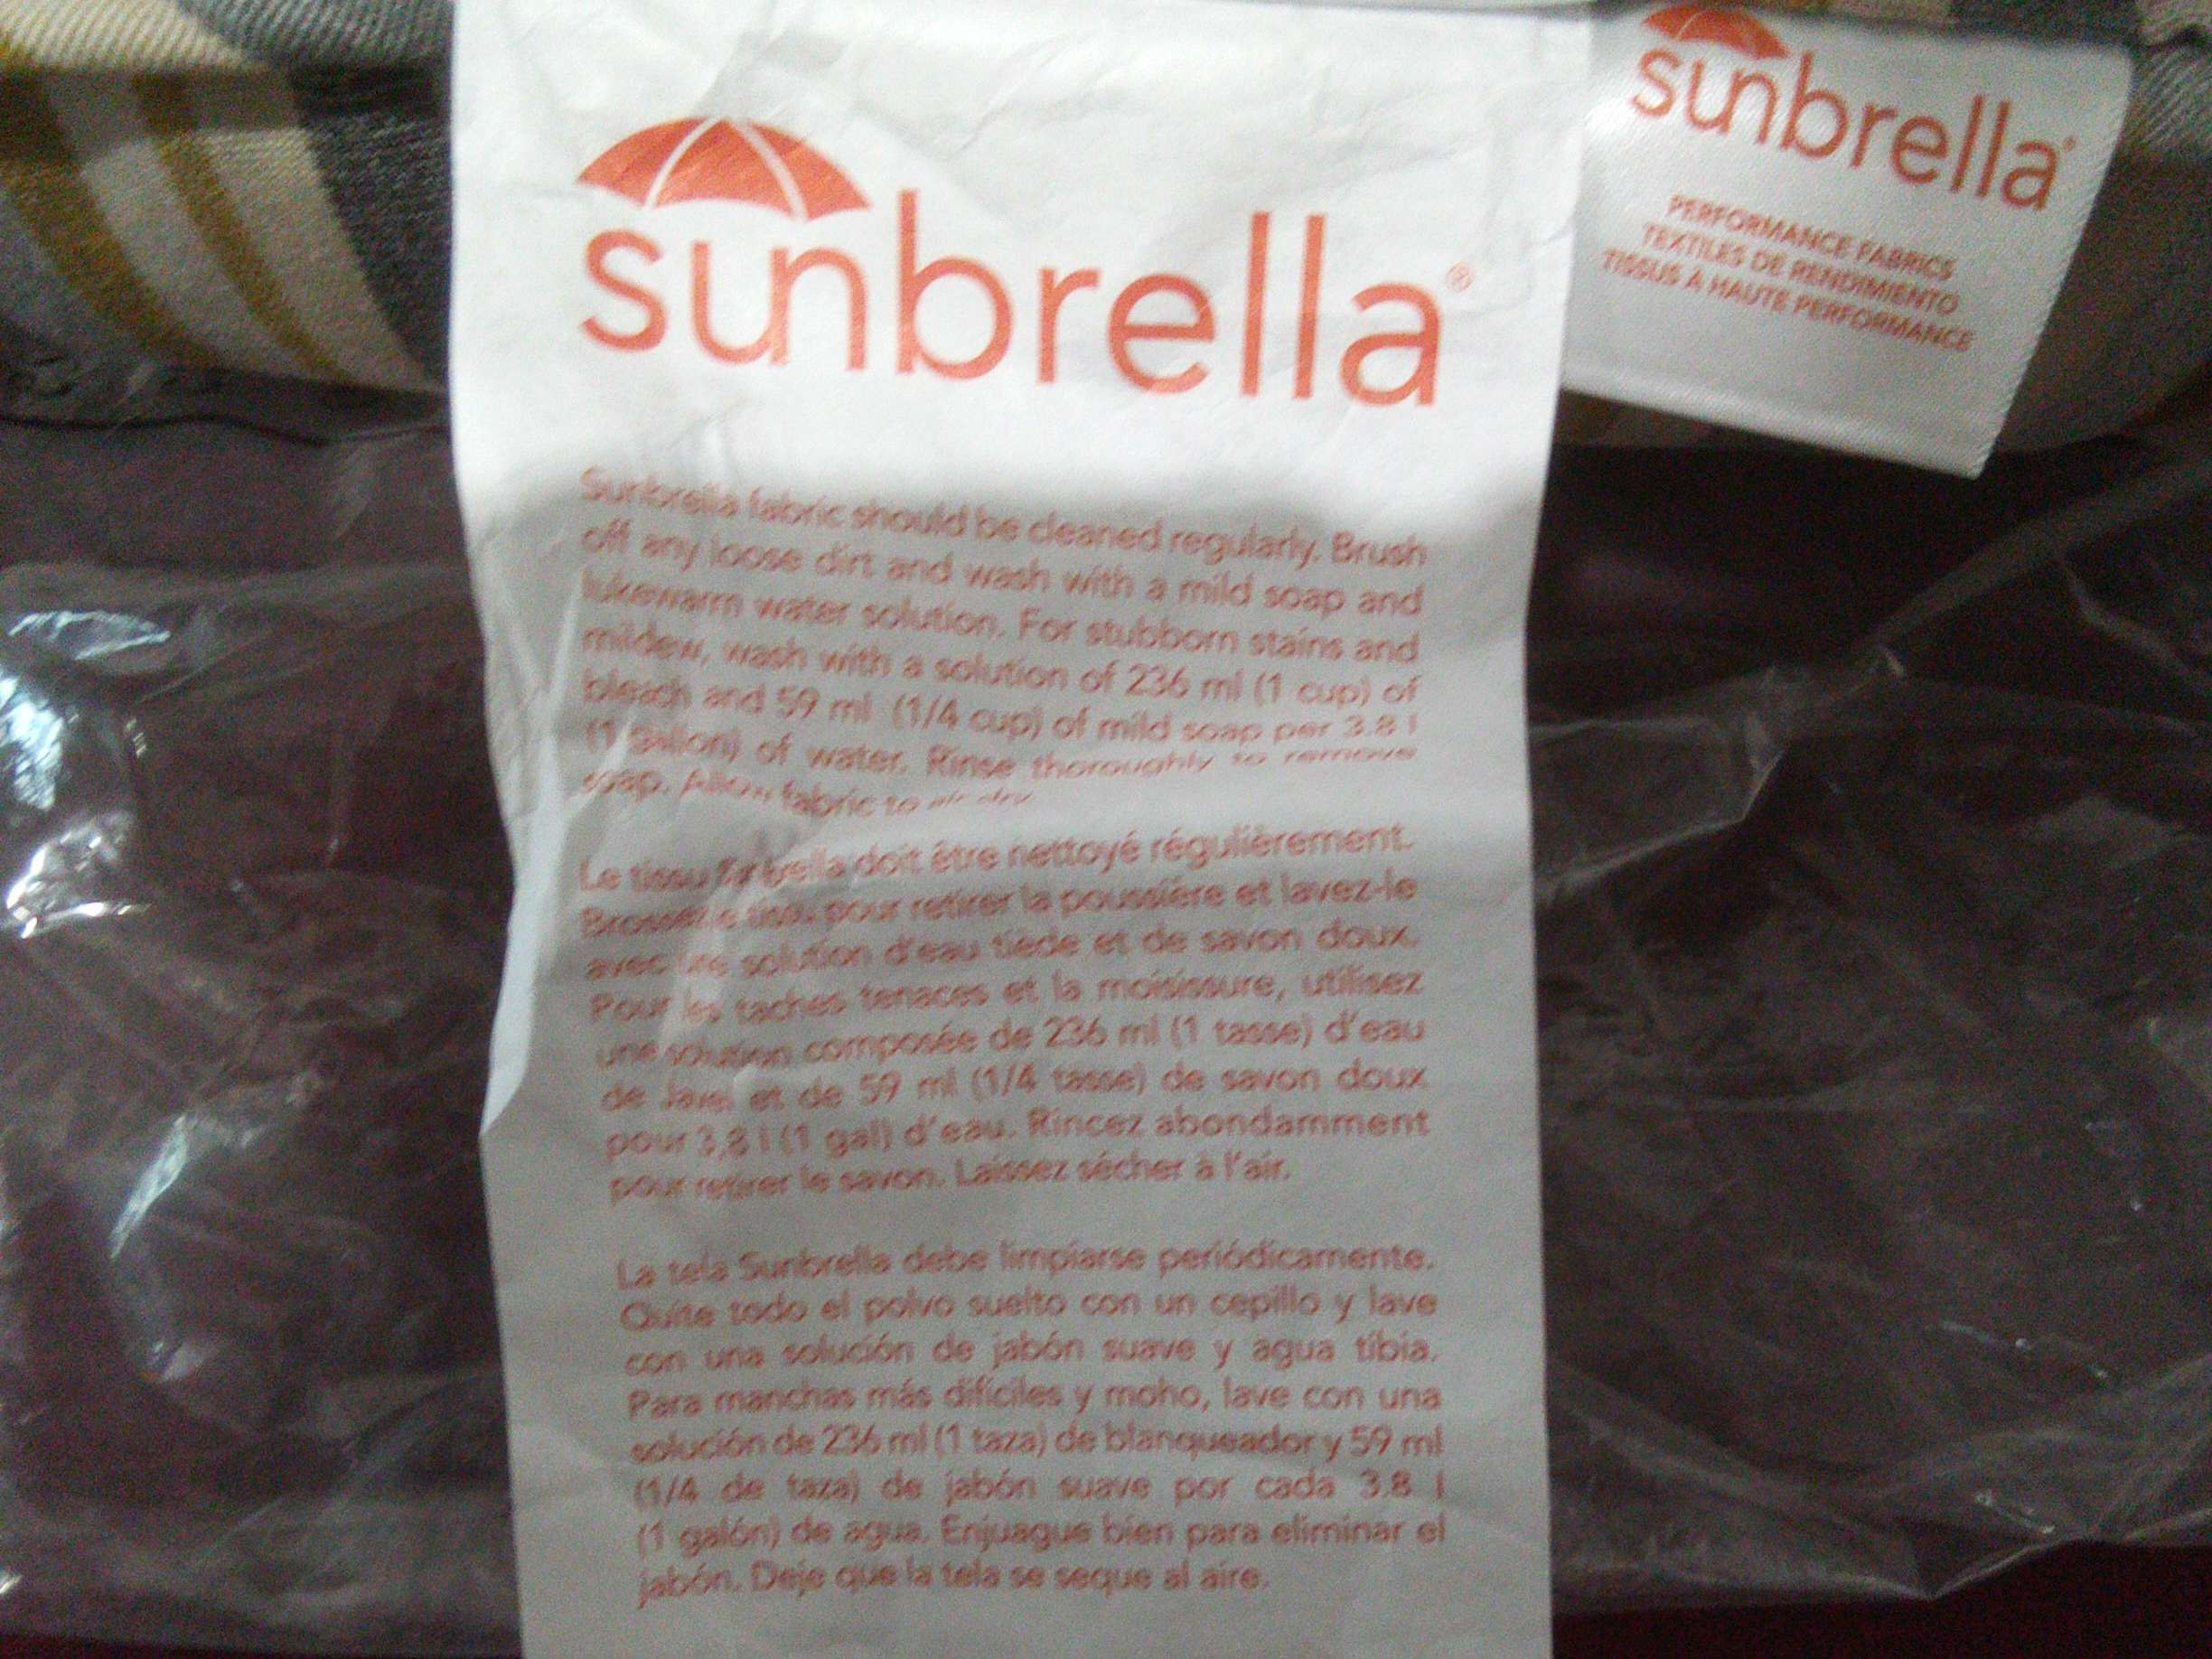 sunbrella®
Sunbrella fabric should be cleaned regularly. Brush
off any loose dirt and wash with a mild soap and
lukewarm water solution. For stubborn stains and
mildew, wash with a solution of 236 ml (1 cup) of
bleach and 59 ml (1/4 cup) of mild soap per 3.8 l
(1 Gallon) of water. Rinse thoroughly to remove
soap. Allow fabric to air dry
Le tissu Sunbrella doit être nettoyé régulièrement.
Brossez le tissu pour retirer la poussière et lavez-le
avec une solution d'eau tiède et de savon doux.
Pour les taches tenaces et la moisissure, utilisez
une solution composée de 236 ml (1 tasse) d'eau
de Javel et de 59 ml (1/4 tasse) de savon doux
pour 3,8 l (1 gal) d'eau. Rincez abondamment
pour retirer le savon. Laissez sécher à l'air.
La tela Sunbrella debe limpiarse periódicamente.
Quite todo el polvo suelto con un cepillo y lave
con una solución de jabón suave y agua tibia.
Para manchas más difíciles y moho, lave con una
solución de 236 ml (1 taza) de blanqueador y 59 ml
(1/4 de taza) de jabón suave por cada 3.8 l
(1 galón) de agua. Enjuague bien para eliminar el
jabón. Deje que la tela se seque al aire.
sunbrella®
PERFORMANCE FABRICS
TEXTILES DE RENDIMIENTO
TISSUS À HAUTE PERFORMANCE